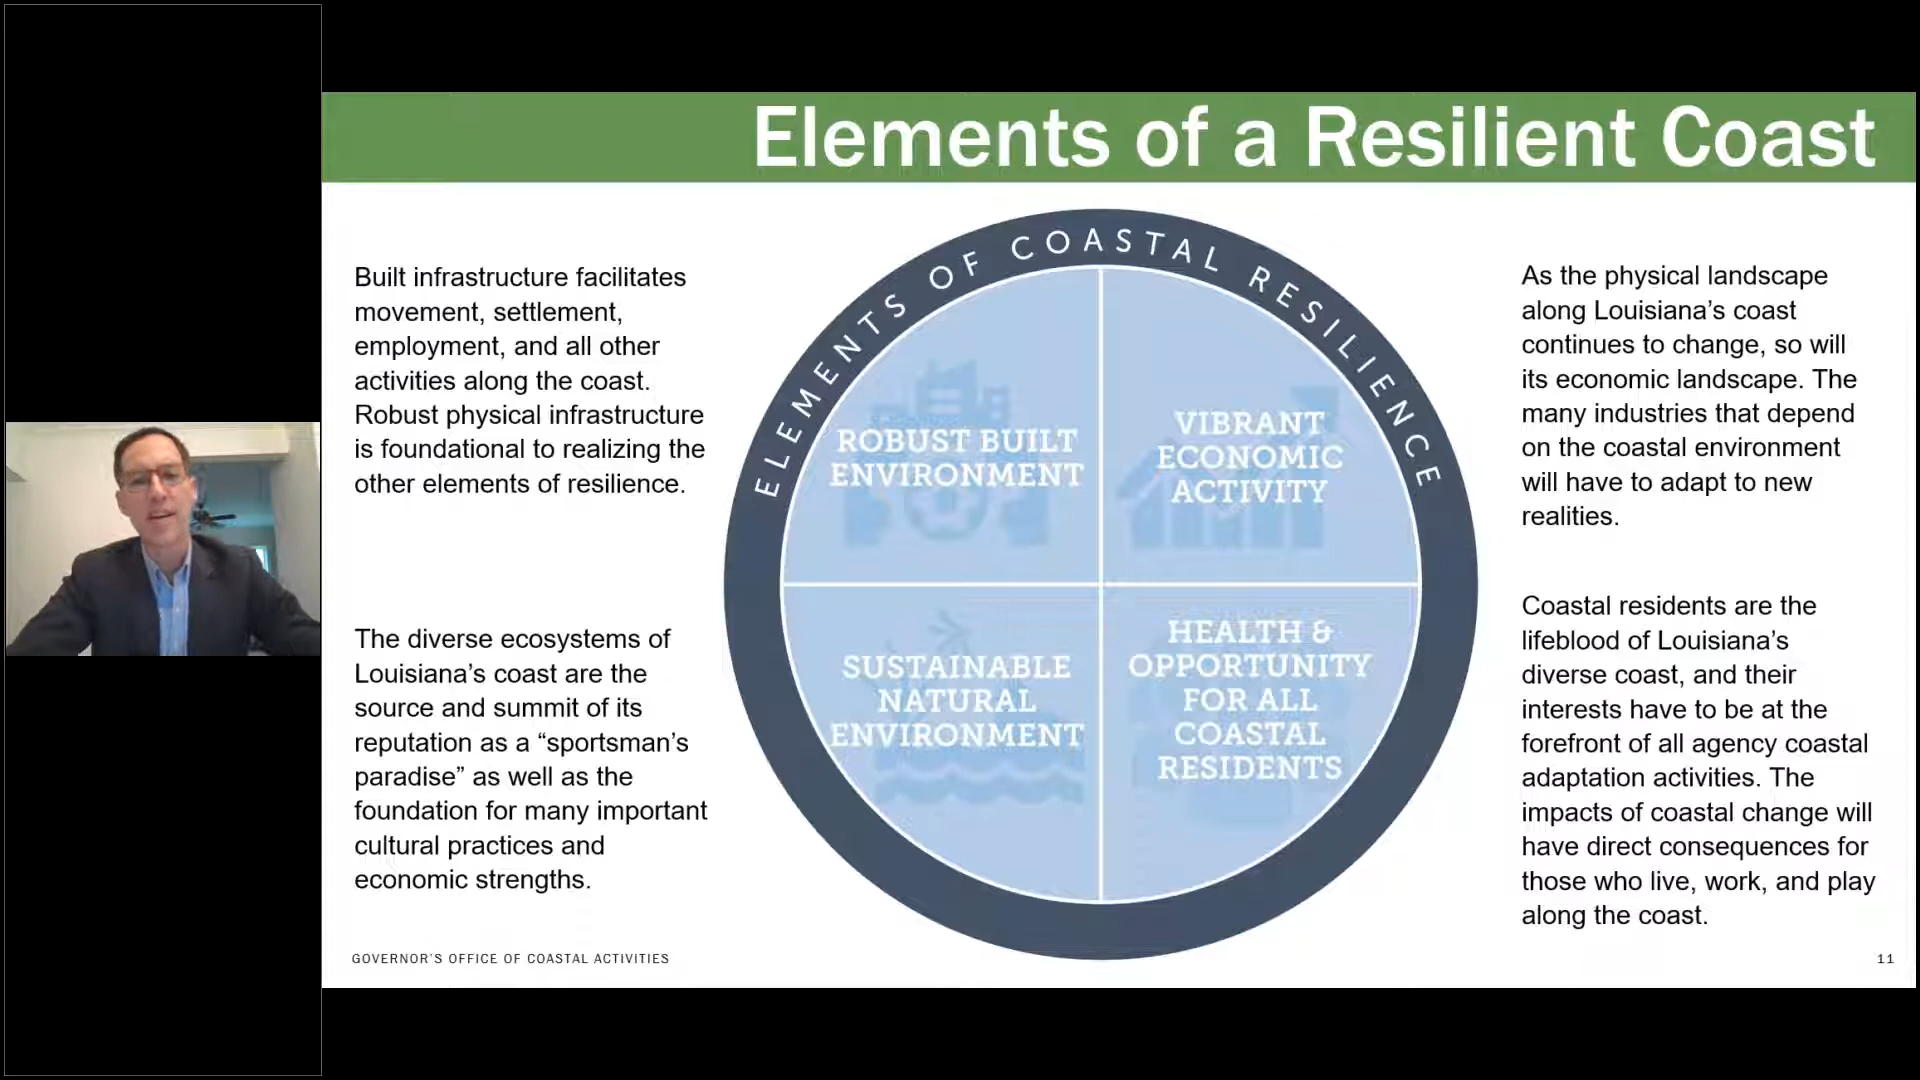 Elements of a Resilient Coast
Built infrastructure facilitates
movement, settlement,
employment, and all other
activities along the coast.
Robust physical infrastructure
is foundational to realizing the
other elements of resilience.
The diverse ecosystems of
Louisiana’s coast are the
source and summit of its
reputation as a “sportsman’s
paradise” as well as the
foundation for many important
cultural practices and
economic strengths.
ELEMENTS OF COASTAL RESILIENCE
ROBUST BUILT
ENVIRONMENT
VIBRANT
ECONOMIC
ACTIVITY
SUSTAINABLE
NATURAL
ENVIRONMENT
HEALTH &
OPPORTUNITY
FOR ALL
COASTAL
RESIDENTS
As the physical landscape
along Louisiana’s coast
continues to change, so will
its economic landscape. The
many industries that depend
on the coastal environment
will have to adapt to new
realities.
Coastal residents are the
lifeblood of Louisiana’s
diverse coast, and their
interests have to be at the
forefront of all agency coastal
adaptation activities. The
impacts of coastal change will
have direct consequences for
those who live, work, and play
along the coast.
GOVERNOR’S OFFICE OF COASTAL ACTIVITIES
11